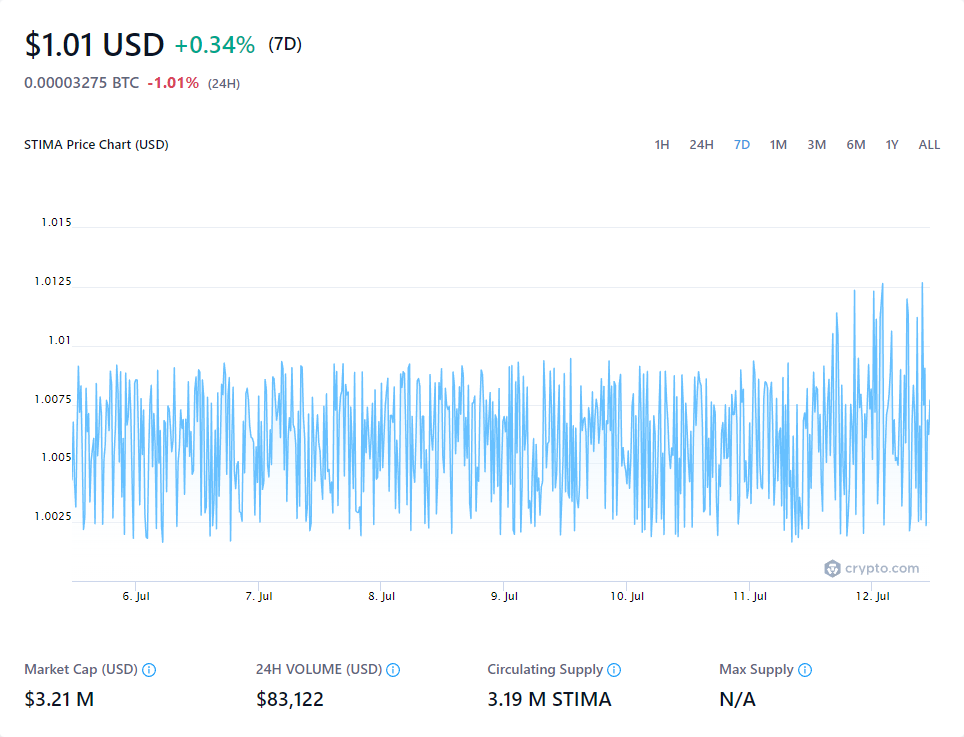 $1.01 USD +0.34% (7D)
0.00003275 BTC -1.01% (24H)
STIMA Price Chart (USD) 1H 24H 7D 1M 3M 6M 1Y ALL
1.015
1.0125
1.01
1.0075
1.005
1.0025
crypto.com
6. Jul 7. Jul 8. Jul 9. Jul 10. Jul 11. Jul 12. Jul
Market Cap (USD) 24H VOLUME (USD) Circulating Supply Max Supply
$3.21 M $83,122 3.19 M STIMA N/A